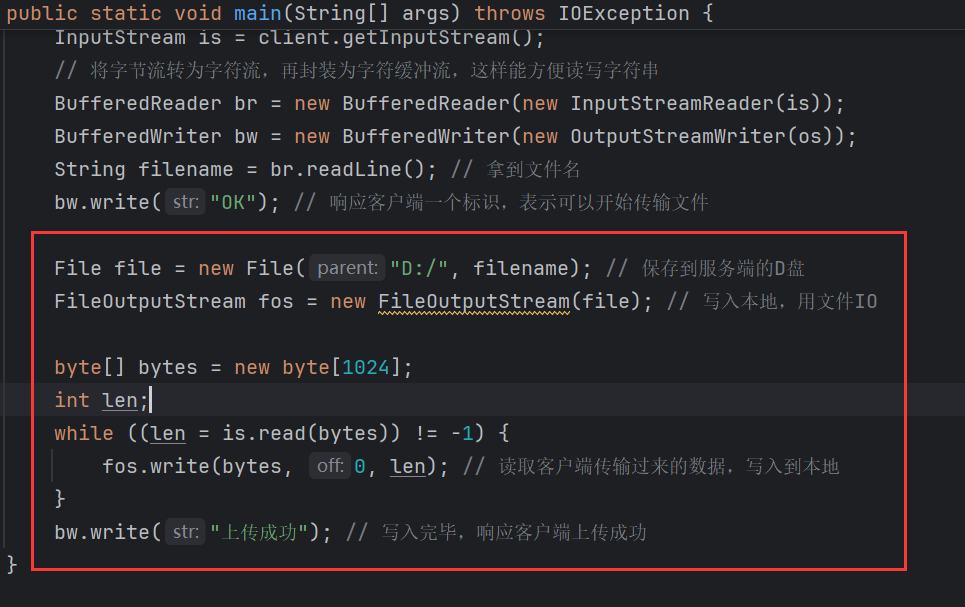 public static void main(String[] args) throws IOException {
InputStream is = client.getInputStream();
// 将字节流转为字符流，再封装为字符缓冲流，这样能方便读写字符串
BufferedReader br = new BufferedReader(new InputStreamReader(is));
BufferedWriter bw = new BufferedWriter(new OutputStreamWriter(os));
String filename = br.readLine(); // 拿到文件名
bw.write( str: "OK"); // 响应客户端一个标识，表示可以开始传输文件
File file = new File( parent: "D:/", filename); // 保存到服务端的D盘
FileOutputStream fos = new FileOutputStream(file); // 写入本地，用文件IO
byte[] bytes = new byte[1024];
int len;
while ((len = is.read(bytes)) != -1) {
fos.write(bytes, off: 0, len); // 读取客户端传输过来的数据，写入到本地
}
bw.write( str: "上传成功"); // 写入完毕，响应客户端上传成功
}